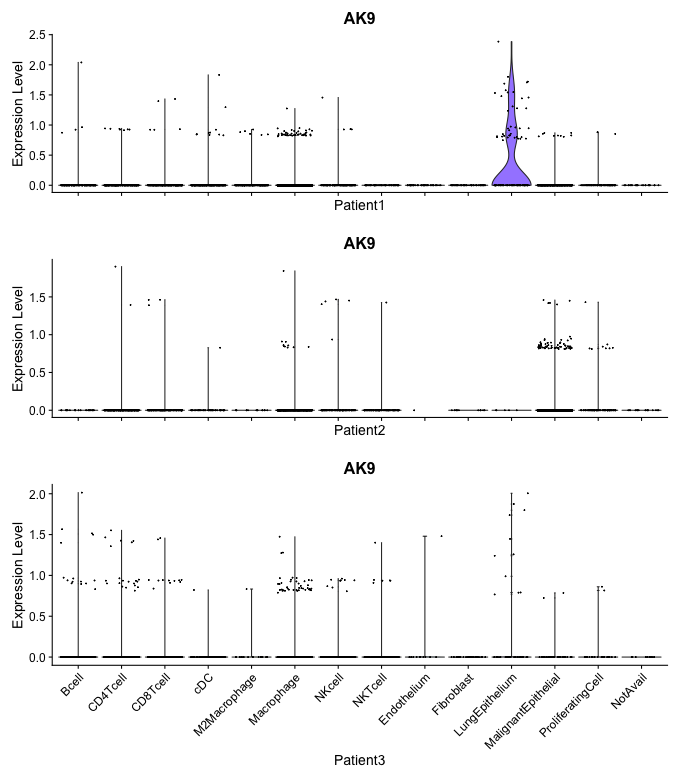 AK9
Expression Level
2.5
2.0
1.5
1.0
0.5
0.0
Patient1
AK9
Expression Level
1.5
1.0
0.5
0.0
Patient2
AK9
Expression Level
2.0
1.5
1.0
0.5
0.0
Bcell
CD4Tcell
CD8Tcell
cDC
M2Macrophage
Macrophage
NKcell
NKTcell
Endothelium
Fibroblast
LungEpithelium
MalignantEpithelial
ProliferatingCell
NotAvail
Patient3